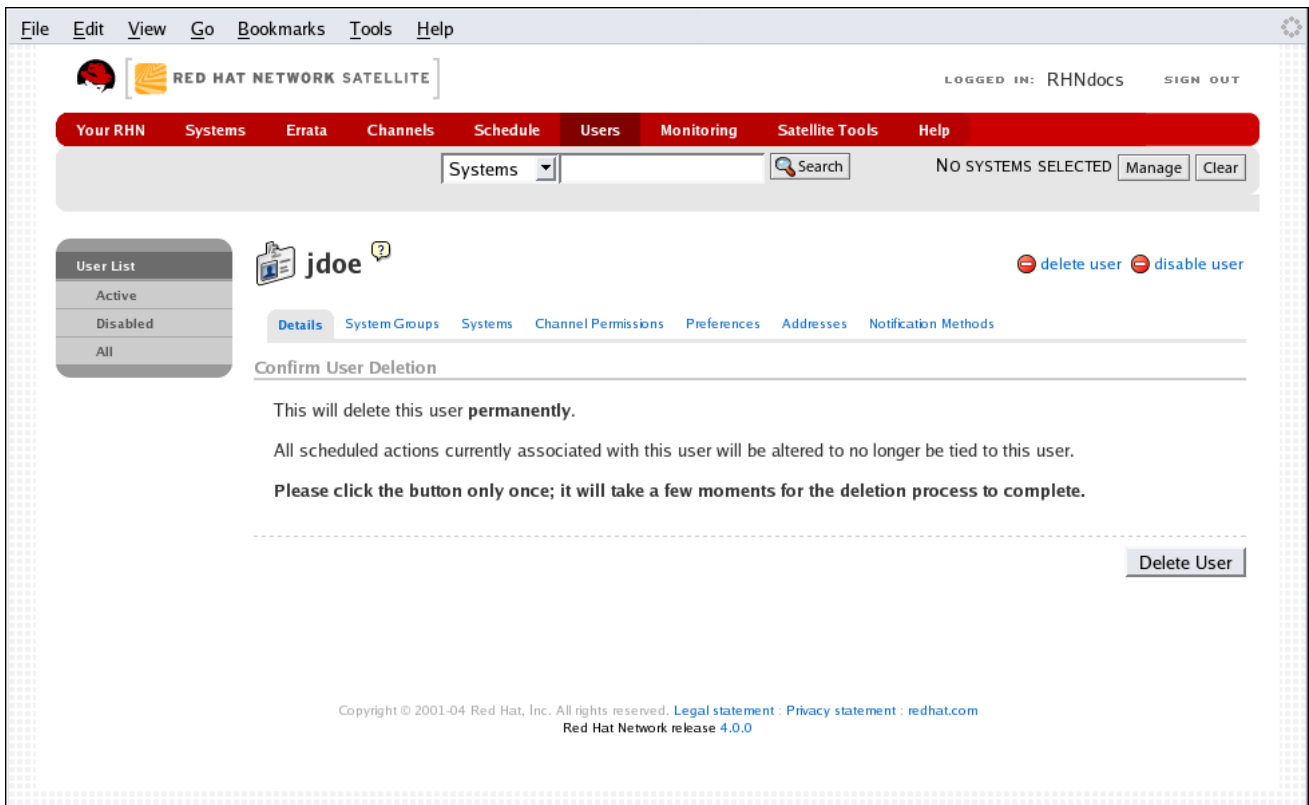 File Edit View Go Bookmarks Tools Help
RED HAT NETWORK SATELLITE
LOGGED IN: RHNdocs SIGN OUT
Your RHN Systems Errata Channels Schedule Users Monitoring Satellite Tools Help
Systems Search NO SYSTEMS SELECTED Manage Clear
User List
Active
Disabled
All
jdoe ?
delete user disable user
Details System Groups Systems Channel Permissions Preferences Addresses Notification Methods
Confirm User Deletion
This will delete this user permanently.
All scheduled actions currently associated with this user will be altered to no longer be tied to this user.
Please click the button only once; it will take a few moments for the deletion process to complete.
Delete User
Copyright © 2001-04 Red Hat, Inc. All rights reserved. Legal statement : Privacy statement : redhat.com
Red Hat Network release 4.0.0